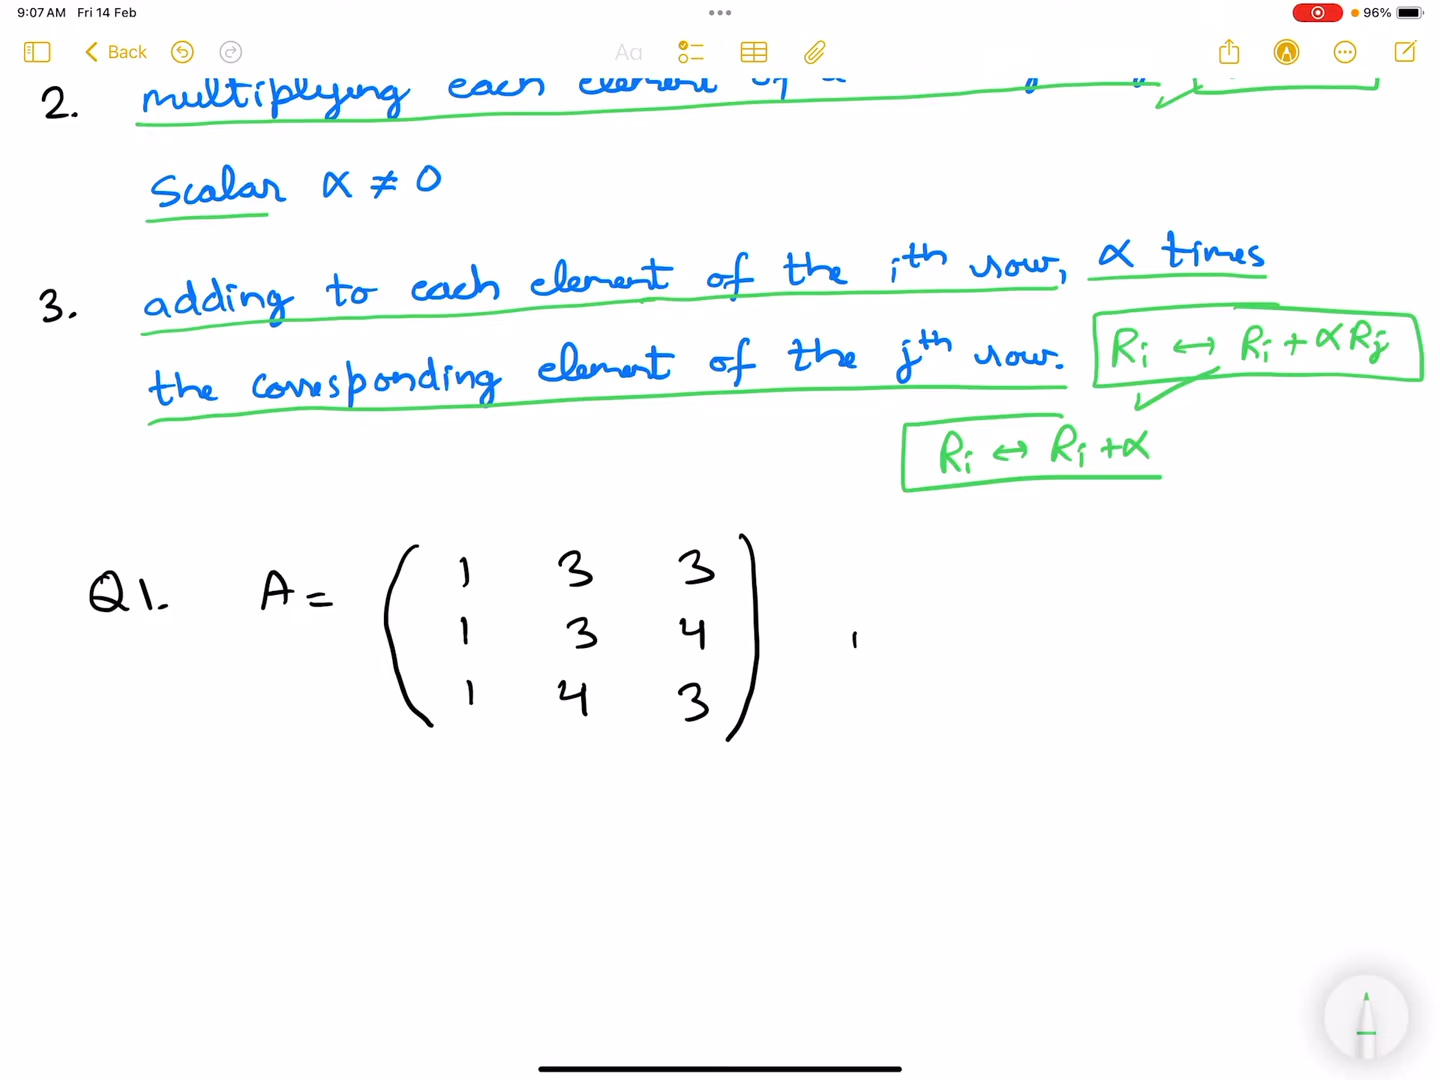 9:07 AM Fri 14 Feb
96%
Back
Aa
2. multiplying each element of a
Scalar α ≠ 0
3. adding to each element of the iᵗʰ row, α times
the corresponding element of the jᵗʰ row. Rᵢ ↔ Rᵢ + αRⱼ
Rᵢ ↔ Rᵢ + α
Q1. A = ( 1 3 3
1 3 4
1 4 3 ) ,